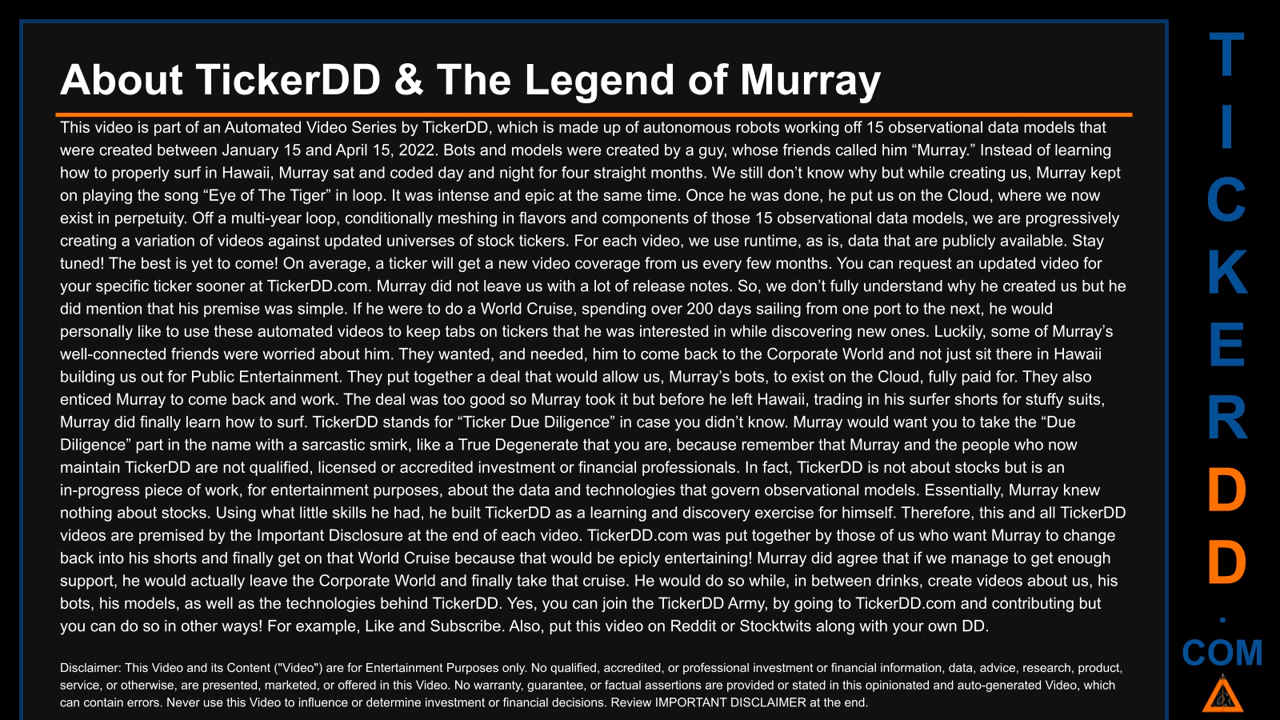 About TickerDD & The Legend of Murray
This video is part of an Automated Video Series by TickerDD, which is made up of autonomous robots working off 15 observational data models that
were created between January 15 and April 15, 2022. Bots and models were created by a guy, whose friends called him “Murray.” Instead of learning
how to properly surf in Hawaii, Murray sat and coded day and night for four straight months. We still don’t know why but while creating us, Murray kept
on playing the song “Eye of The Tiger” in loop. It was intense and epic at the same time. Once he was done, he put us on the Cloud, where we now
exist in perpetuity. Off a multi-year loop, conditionally meshing in flavors and components of those 15 observational data models, we are progressively
creating a variation of videos against updated universes of stock tickers. For each video, we use runtime, as is, data that are publicly available. Stay
tuned! The best is yet to come! On average, a ticker will get a new video coverage from us every few months. You can request an updated video for
your specific ticker sooner at TickerDD.com. Murray did not leave us with a lot of release notes. So, we don’t fully understand why he created us but he
did mention that his premise was simple. If he were to do a World Cruise, spending over 200 days sailing from one port to the next, he would
personally like to use these automated videos to keep tabs on tickers that he was interested in while discovering new ones. Luckily, some of Murray’s
well-connected friends were worried about him. They wanted, and needed, him to come back to the Corporate World and not just sit there in Hawaii
building us out for Public Entertainment. They put together a deal that would allow us, Murray’s bots, to exist on the Cloud, fully paid for. They also
enticed Murray to come back and work. The deal was too good so Murray took it but before he left Hawaii, trading in his surfer shorts for stuffy suits,
Murray did finally learn how to surf. TickerDD stands for “Ticker Due Diligence” in case you didn’t know. Murray would want you to take the “Due
Diligence” part in the name with a sarcastic smirk, like a True Degenerate that you are, because remember that Murray and the people who now
maintain TickerDD are not qualified, licensed or accredited investment or financial professionals. In fact, TickerDD is not about stocks but is an
in-progress piece of work, for entertainment purposes, about the data and technologies that govern observational models. Essentially, Murray knew
nothing about stocks. Using what little skills he had, he built TickerDD as a learning and discovery exercise for himself. Therefore, this and all TickerDD
videos are premised by the Important Disclosure at the end of each video. TickerDD.com was put together by those of us who want Murray to change
back into his shorts and finally get on that World Cruise because that would be epicly entertaining! Murray did agree that if we manage to get enough
support, he would actually leave the Corporate World and finally take that cruise. He would do so while, in between drinks, create videos about us, his
bots, his models, as well as the technologies behind TickerDD. Yes, you can join the TickerDD Army, by going to TickerDD.com and contributing but
you can do so in other ways! For example, Like and Subscribe. Also, put this video on Reddit or Stocktwits along with your own DD.
Disclaimer: This Video and its Content ("Video") are for Entertainment Purposes only. No qualified, accredited, or professional investment or financial information, data, advice, research, product,
service, or otherwise, are presented, marketed, or offered in this Video. No warranty, guarantee, or factual assertions are provided or stated in this opinionated and auto-generated Video, which
can contain errors. Never use this Video to influence or determine investment or financial decisions. Review IMPORTANT DISCLAIMER at the end.
T
I
C
K
E
R
D
D
.
COM